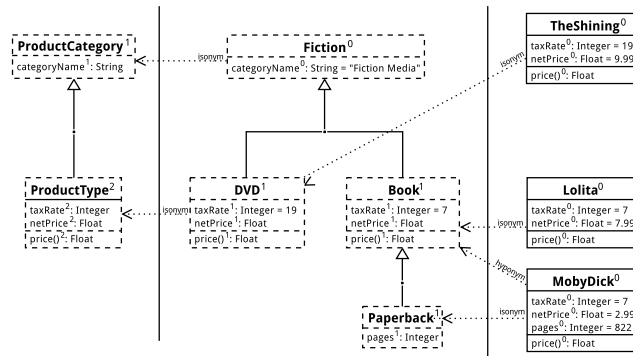 ProductCategory1
categoryName1: String
ProductType2
taxRate2: Integer
netPrice2: Float
price()2: Float
isonym
isonym
Fiction0
categoryName0: String = "Fiction Media"
DVD1
taxRate1: Integer = 19
netPrice1: Float
price()1: Float
Book1
taxRate1: Integer = 7
netPrice1: Float
price()1: Float
Paperback1
pages1: Integer
isonym
isonym
hyponym
isonym
TheShining0
taxRate0: Integer = 19
netPrice0: Float = 9.99
price()0: Float
Lolita0
taxRate0: Integer = 7
netPrice0: Float = 7.99
price()0: Float
MobyDick0
taxRate0: Integer = 7
netPrice0: Float = 2.99
pages0: Integer = 822
price()0: Float